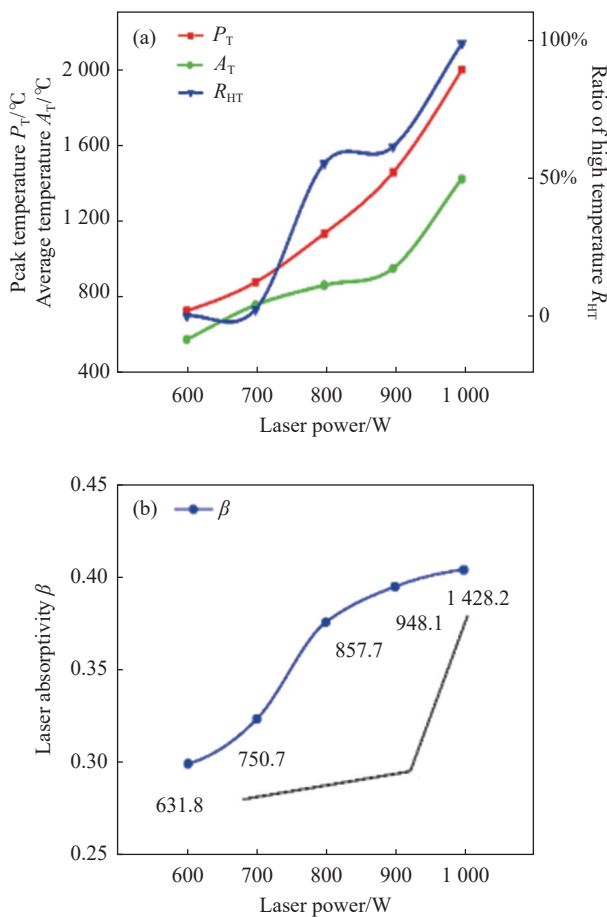 (a)
P_T
A_T
R_HT
2 000
1 600
1 200
800
400
Pcak temperature P_T/℃
Average temperature A_T/℃
100%
50%
0
Ratio of high temperature R_HT
600 700 800 900 1 000
Laser power/W
(b) β
0.45
0.40
0.35
0.30
0.25
Laser absorptivity β
1 428.2
948.1
857.7
750.7
631.8
600 700 800 900 1 000
Laser power/W